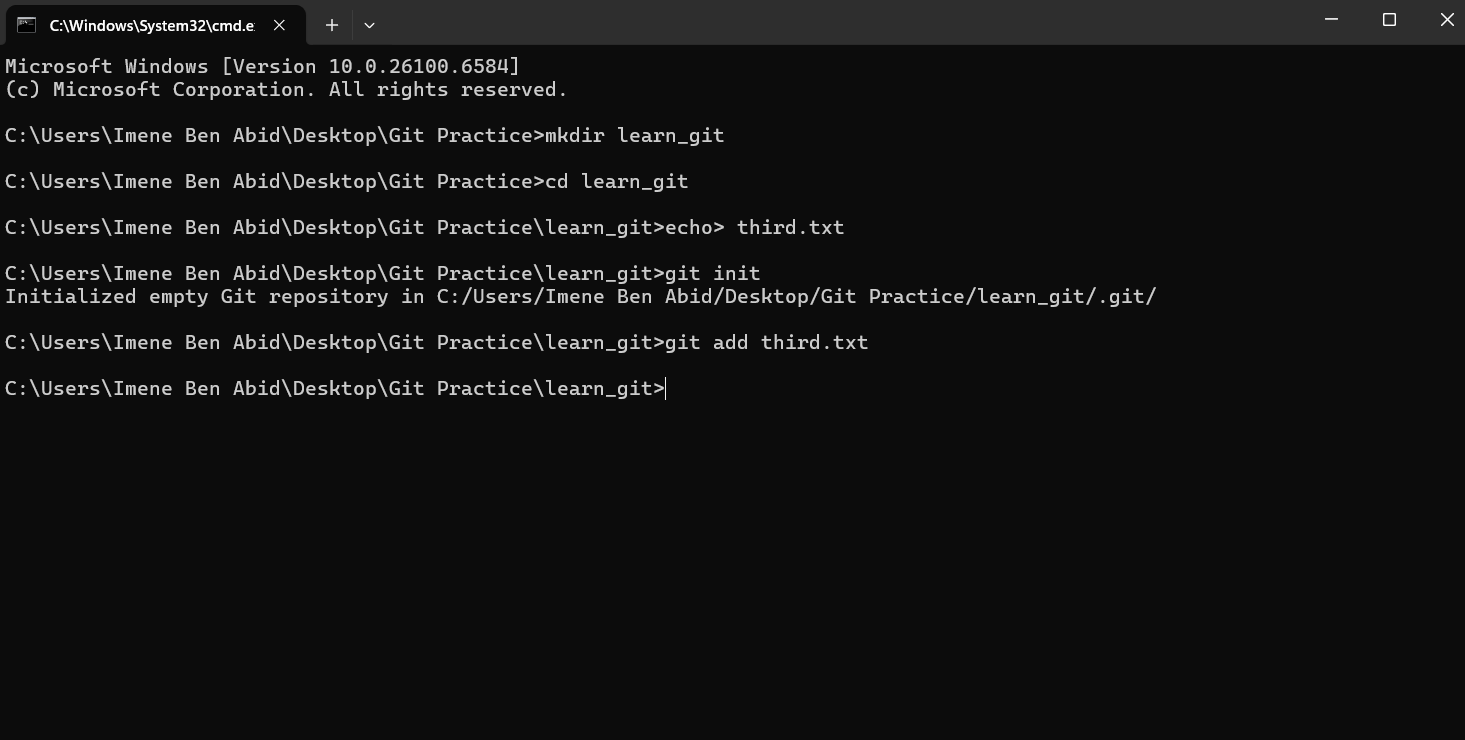 C:\Windows\System32\cmd.e
Microsoft Windows [Version 10.0.26100.6584]
(c) Microsoft Corporation. All rights reserved.
C:\Users\Imene Ben Abid\Desktop\Git Practice>mkdir learn_git
C:\Users\Imene Ben Abid\Desktop\Git Practice>cd learn_git
C:\Users\Imene Ben Abid\Desktop\Git Practice\learn_git>echo> third.txt
C:\Users\Imene Ben Abid\Desktop\Git Practice\learn_git>git init
Initialized empty Git repository in C:/Users/Imene Ben Abid/Desktop/Git Practice/learn_git/.git/
C:\Users\Imene Ben Abid\Desktop\Git Practice\learn_git>git add third.txt
C:\Users\Imene Ben Abid\Desktop\Git Practice\learn_git>